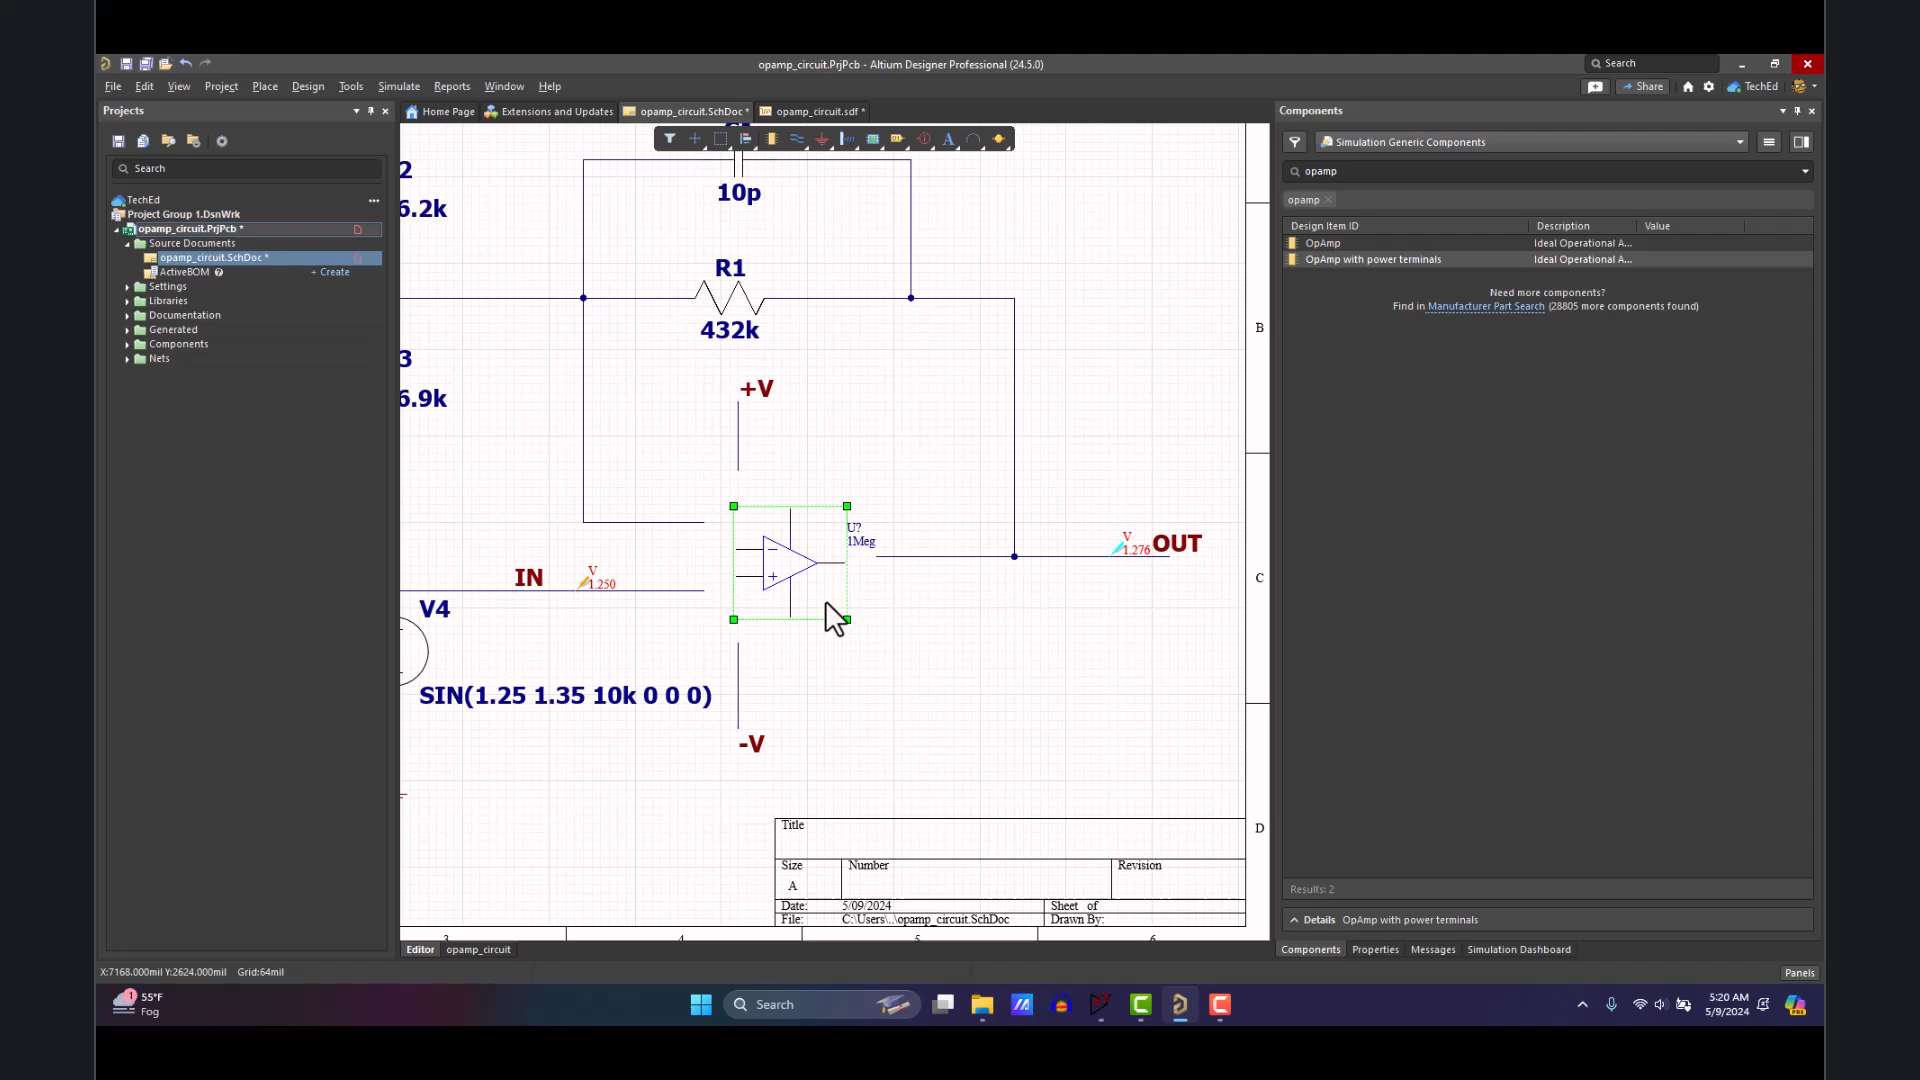 opamp_circuit.PrjPcb - Altium Designer Professional (24.5.0)
Search
File Edit View Project Place Design Tools Simulate Reports Window Help
Share
TechEd
Projects
Home Page
Extensions and Updates
opamp_circuit.SchDoc *
opamp_circuit.sdf *
Components
Search
TechEd
Project Group 1.DsnWrk
opamp_circuit.PrjPcb *
Source Documents
opamp_circuit.SchDoc *
ActiveBOM
+ Create
Settings
Libraries
Documentation
Generated
Components
Nets
2
6.2k
10p
R1
432k
3
6.9k
+V
U?
1Meg
IN
V
1.250
V
1.276
OUT
V4
SIN(1.25 1.35 10k 0 0 0)
-V
B
C
D
Title
Size
Number
Revision
A
Date:
5/09/2024
Sheet of
File:
C:\Users\..\opamp_circuit.SchDoc
Drawn By:
3 4 5 6
Editor
opamp_circuit
Simulation Generic Components
opamp
opamp
Design Item ID
Description
Value
OpAmp
Ideal Operational A...
OpAmp with power terminals
Ideal Operational A...
Need more components?
Find in Manufacturer Part Search (28805 more components found)
Results: 2
Details OpAmp with power terminals
Components
Properties
Messages
Simulation Dashboard
X:7168.000mil Y:2624.000mil Grid:64mil
Panels
1
55°F
Fog
Search
5:20 AM
5/9/2024
PRE